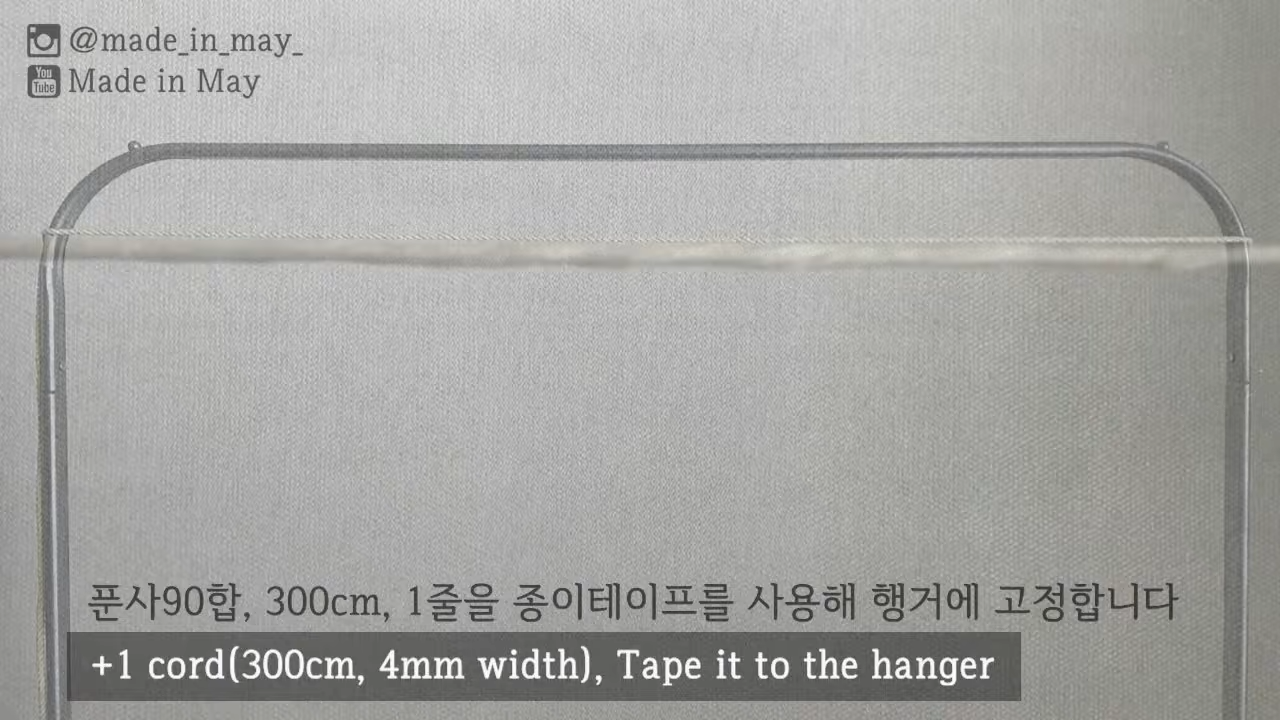 @made_in_may_
You Tube Made in May
푼사90합, 300cm, 1줄을 종이테이프를 사용해 행거에 고정합니다
+1 cord(300cm, 4mm width), Tape it to the hanger